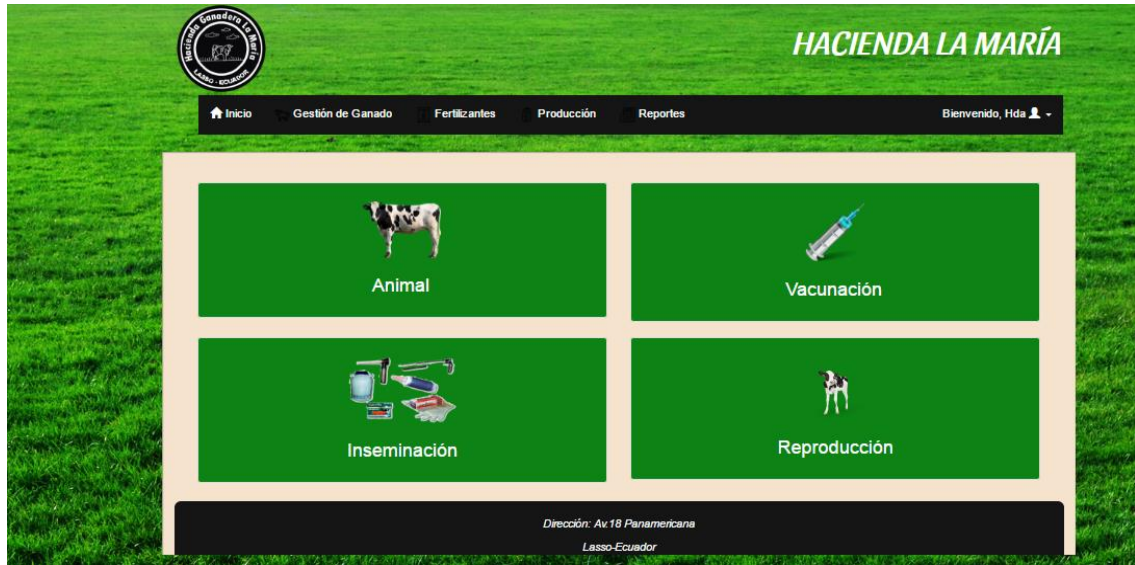 Hacienda Ganadera La María
LASSO - ECUADOR
HACIENDA LA MARÍA
Inicio Gestión de Ganado Fertilizantes Producción Reportes Bienvenido, Hda
Animal
Vacunación
Inseminación
Reproducción
Dirección: Av.18 Panamericana
Lasso-Ecuador